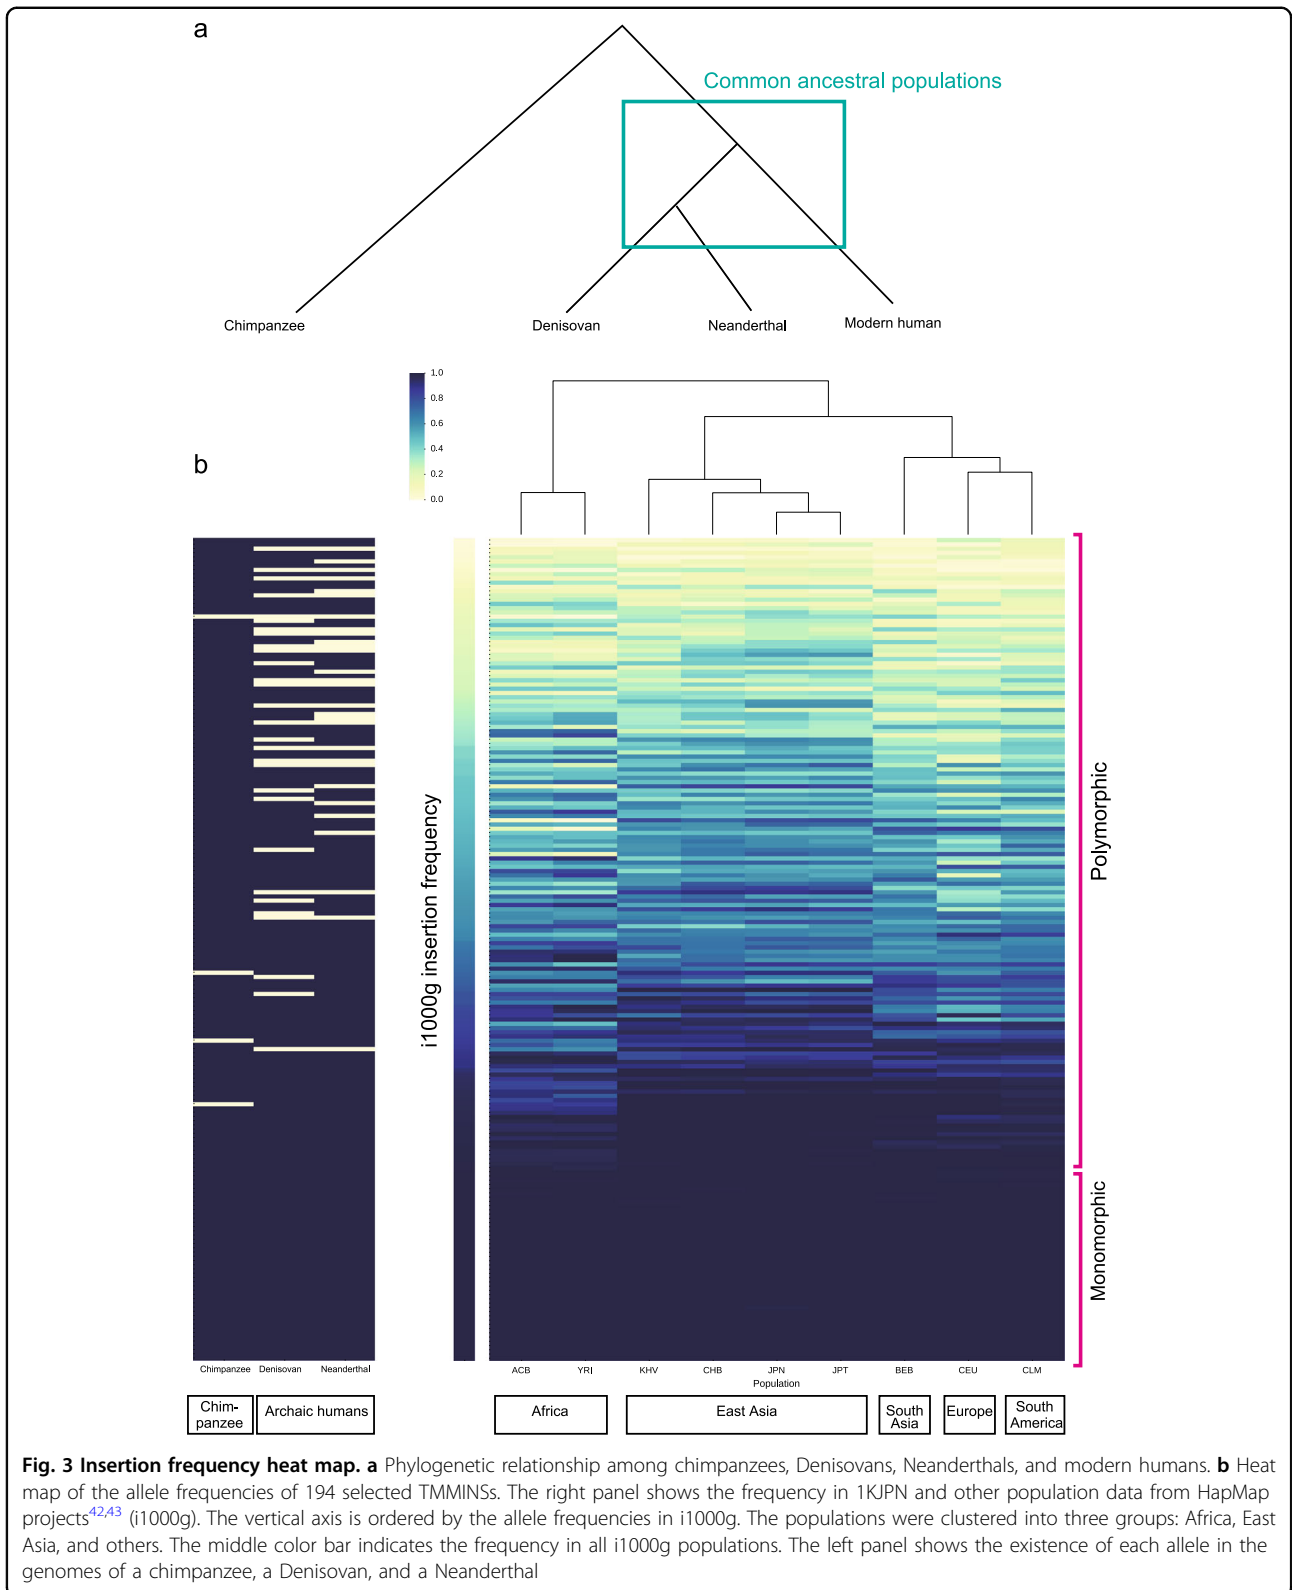 a
Common ancestral populations
Chimpanzee
Denisovan
Neanderthal
Modern human
1.0
0.8
0.6
0.4
0.2
0.0
b
i1000g insertion frequency
Polymorphic
Monomorphic
Chimpanzee Denisovan Neanderthal
ACB YRI KHV CHB JPN JPT BEB CEU CLM
Population
Chim-
panzee
Archaic humans
Africa
East Asia
South
Asia
Europe
South
America
Fig. 3 Insertion frequency heat map. a Phylogenetic relationship among chimpanzees, Denisovans, Neanderthals, and modern humans. b Heat
map of the allele frequencies of 194 selected TMMINSs. The right panel shows the frequency in 1KJPN and other population data from HapMap
projects42,43 (i1000g). The vertical axis is ordered by the allele frequencies in i1000g. The populations were clustered into three groups: Africa, East
Asia, and others. The middle color bar indicates the frequency in all i1000g populations. The left panel shows the existence of each allele in the
genomes of a chimpanzee, a Denisovan, and a Neanderthal